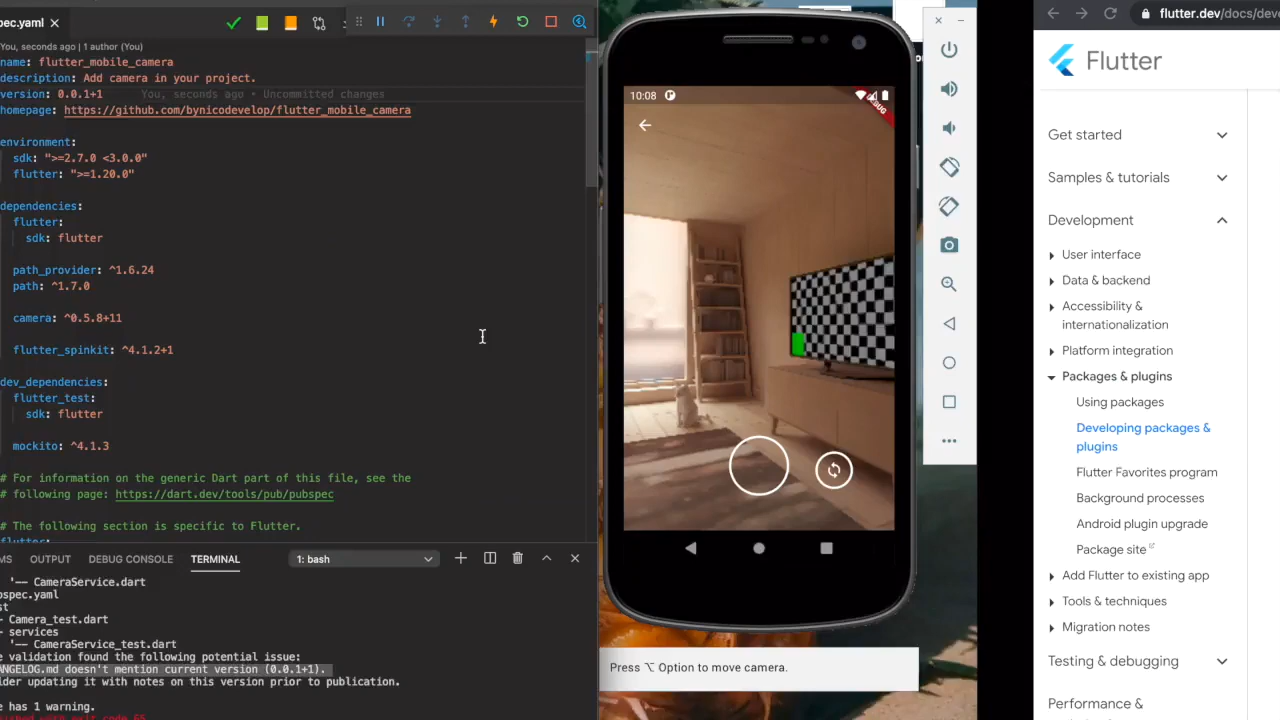 pec.yaml
You, seconds ago | 1 author (You)
name: flutter_mobile_camera
description: Add camera in your project.
version: 0.0.1+1 You, seconds ago • Uncommitted changes
homepage: https://github.com/bynicodevelop/flutter_mobile_camera
environment:
sdk: ">=2.7.0 <3.0.0"
flutter: ">=1.20.0"
dependencies:
flutter:
sdk: flutter
path_provider: ^1.6.24
path: ^1.7.0
camera: ^0.5.8+11
flutter_spinkit: ^4.1.2+1
dev_dependencies:
flutter_test:
sdk: flutter
mockito: ^4.1.3
# For information on the generic Dart part of this file, see the
# following page: https://dart.dev/tools/pub/pubspec
# The following section is specific to Flutter.
flutter:
MS OUTPUT DEBUG CONSOLE TERMINAL 1: bash
'-- CameraService.dart
bspec.yaml
st
- Camera_test.dart
- services
'-- CameraService_test.dart
e validation found the following potential issue:
ANGELOG.md doesn't mention current version (0.0.1+1).
ider updating it with notes on this version prior to publication.
e has 1 warning.
10:08
DEBUG
Press ⌥ Option to move camera.
flutter.dev/docs/deve
Flutter
Get started
Samples & tutorials
Development
User interface
Data & backend
Accessibility &
internationalization
Platform integration
Packages & plugins
Using packages
Developing packages &
plugins
Flutter Favorites program
Background processes
Android plugin upgrade
Package site
Add Flutter to existing app
Tools & techniques
Migration notes
Testing & debugging
Performance &